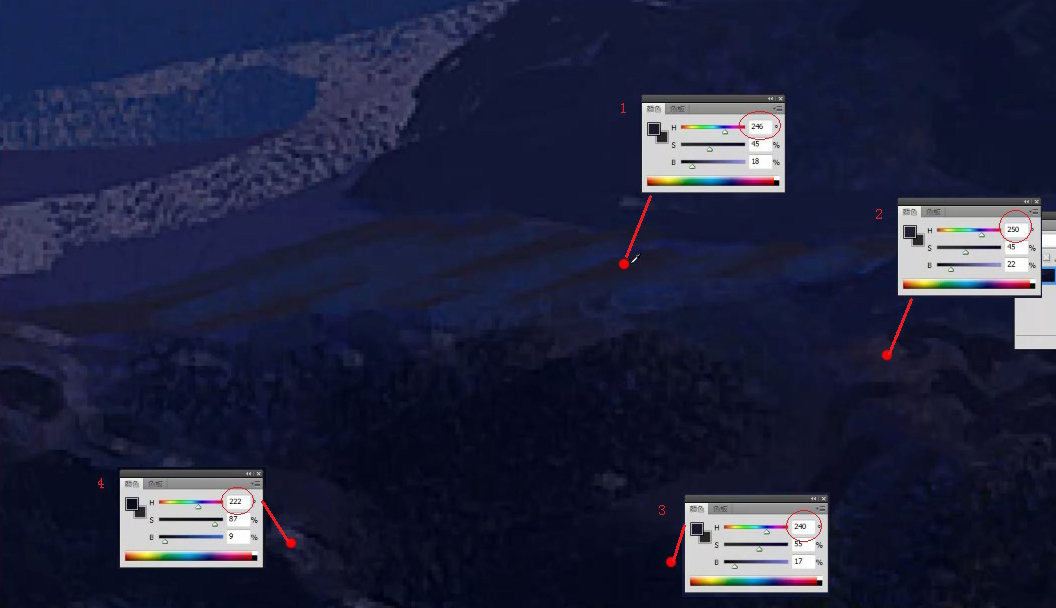 1
颜色 色板
H 246 °
S 45 %
B 18 %
2
颜色 色板
H 250 °
S 45 %
B 22 %
4
颜色 色板
H 222 °
S 87 %
B 9 %
3
颜色 色板
H 240 °
S 55 %
B 17 %